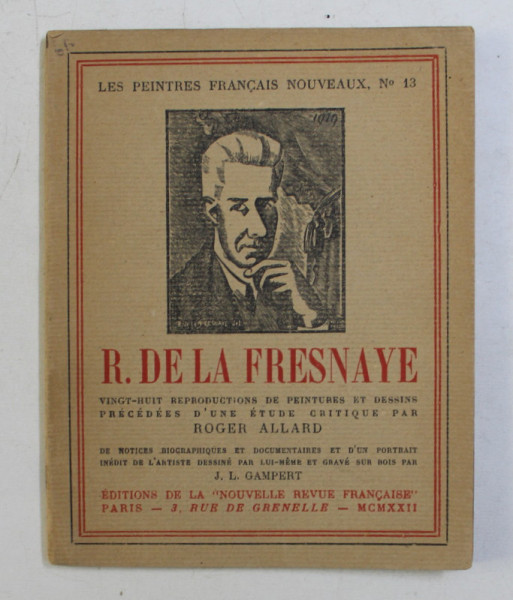 LES PEINTRES FRANÇAIS NOUVEAUX, Nº 13
1919
R. DE LA FRESNAYE
VINGT-HUIT REPRODUCTIONS DE PEINTURES ET DESSINS
PRÉCÉDÉES D'UNE ÉTUDE CRITIQUE PAR
ROGER ALLARD
DE NOTICES BIOGRAPHIQUES ET DOCUMENTAIRES ET D'UN PORTRAIT
INÉDIT DE L'ARTISTE DESSINÉ PAR LUI-MÊME ET GRAVÉ SUR BOIS PAR
J. L. GAMPERT
ÉDITIONS DE LA "NOUVELLE REVUE FRANÇAISE"
PARIS — 3, RUE DE GRENELLE — MCMXXII